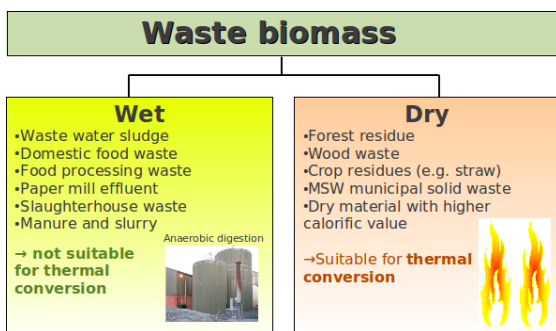 Waste biomass
Wet
•Waste water sludge
•Domestic food waste
•Food processing waste
•Paper mill effluent
•Slaughterhouse waste
•Manure and slurry
→ not suitable
for thermal
conversion
Anaerobic digestion
Dry
•Forest residue
•Wood waste
•Crop residues (e.g. straw)
•MSW municipal solid waste
•Dry material with higher
calorific value
→Suitable for thermal
conversion